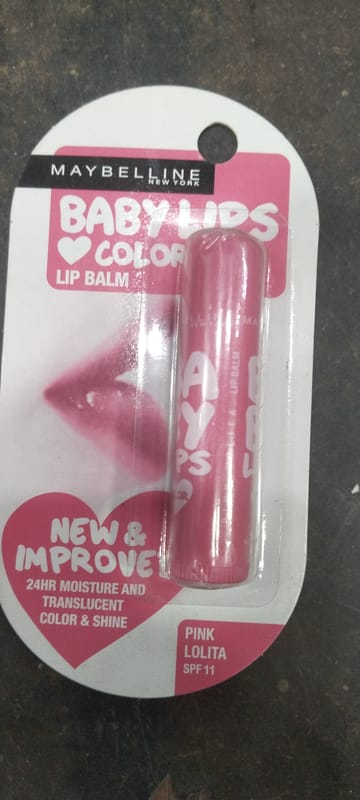 MAYBELLINE
NEW YORK
BABY LIPS
COLOR
LIP BALM
A
Y
PS
LIP BALM
NEW &
IMPROVE
24HR MOISTURE AND
TRANSLUCENT
COLOR & SHINE
PINK
LOLITA
SPF 11